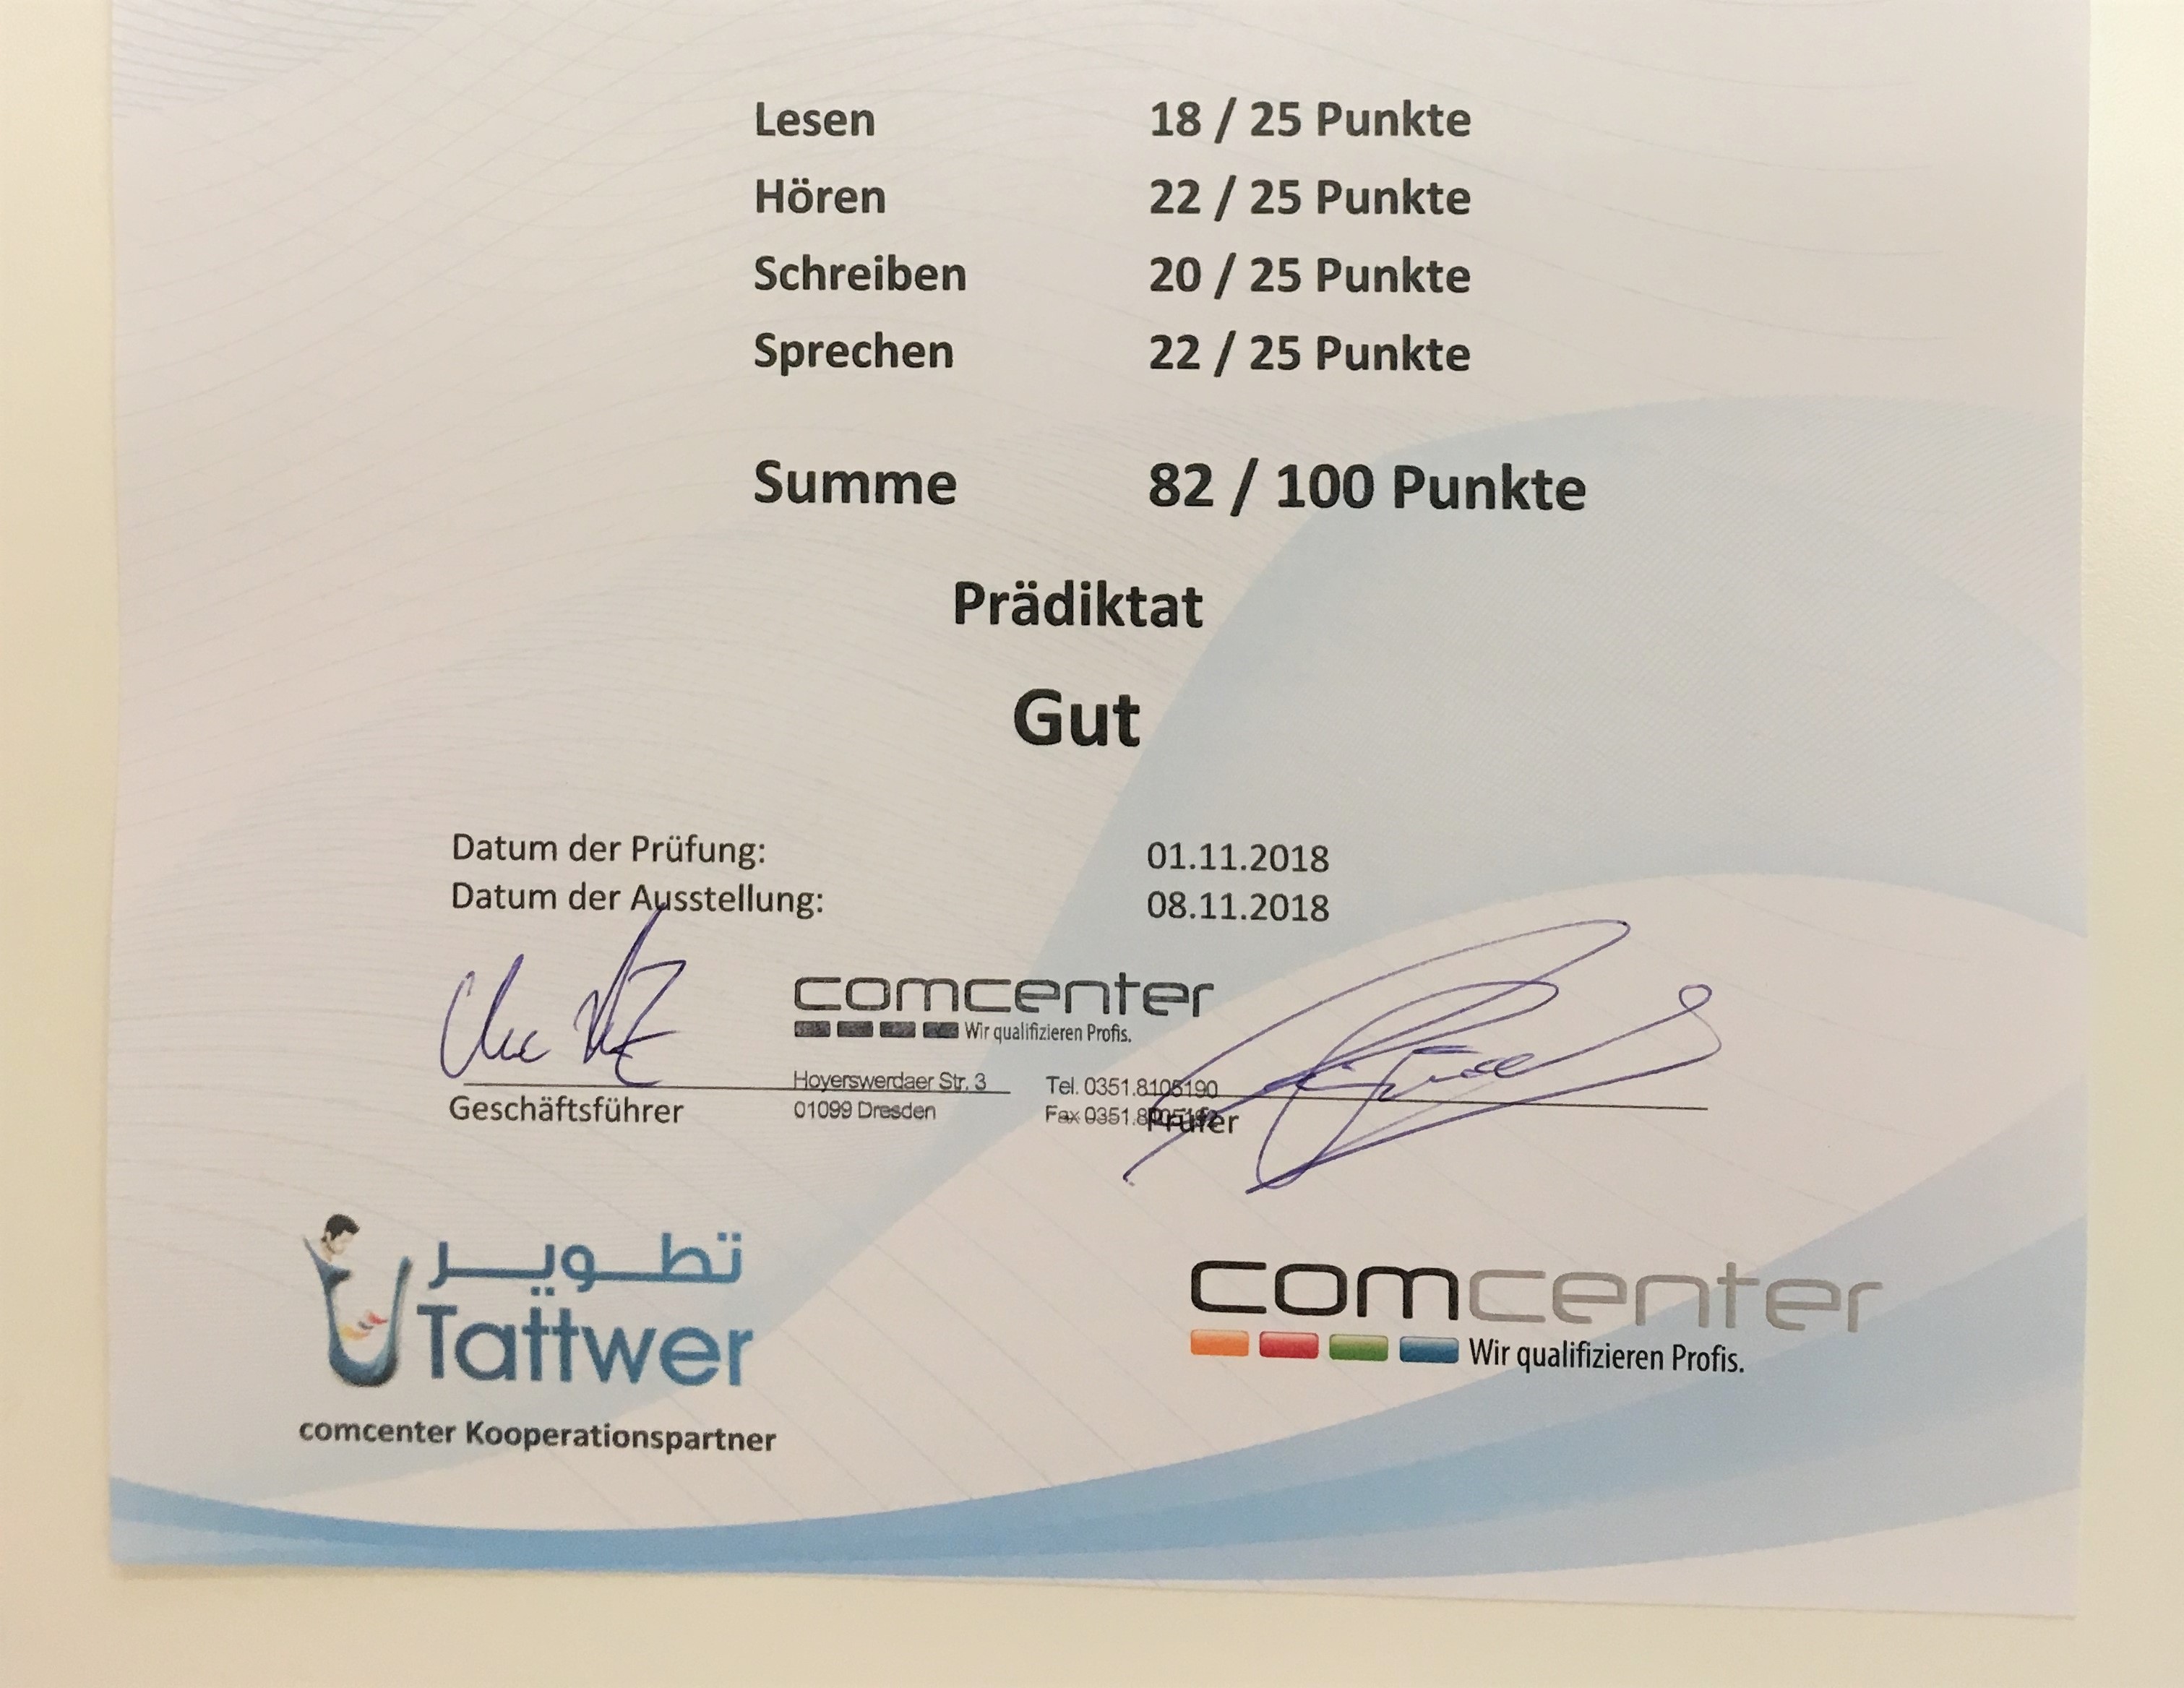 Lesen 18 / 25 Punkte
Hören 22 / 25 Punkte
Schreiben 20 / 25 Punkte
Sprechen 22 / 25 Punkte
Summe 82 / 100 Punkte
Prädiktat
Gut
Datum der Prüfung: 01.11.2018
Datum der Ausstellung: 08.11.2018
comcenter
Wir qualifizieren Profis.
Hoyerswerdaer Str. 3 Tel. 0351.8105190
01099 Dresden Fax
Geschäftsführer
Prüfer
تطوير
Tattwer
comcenter Kooperationspartner
comcenter
Wir qualifizieren Profis.